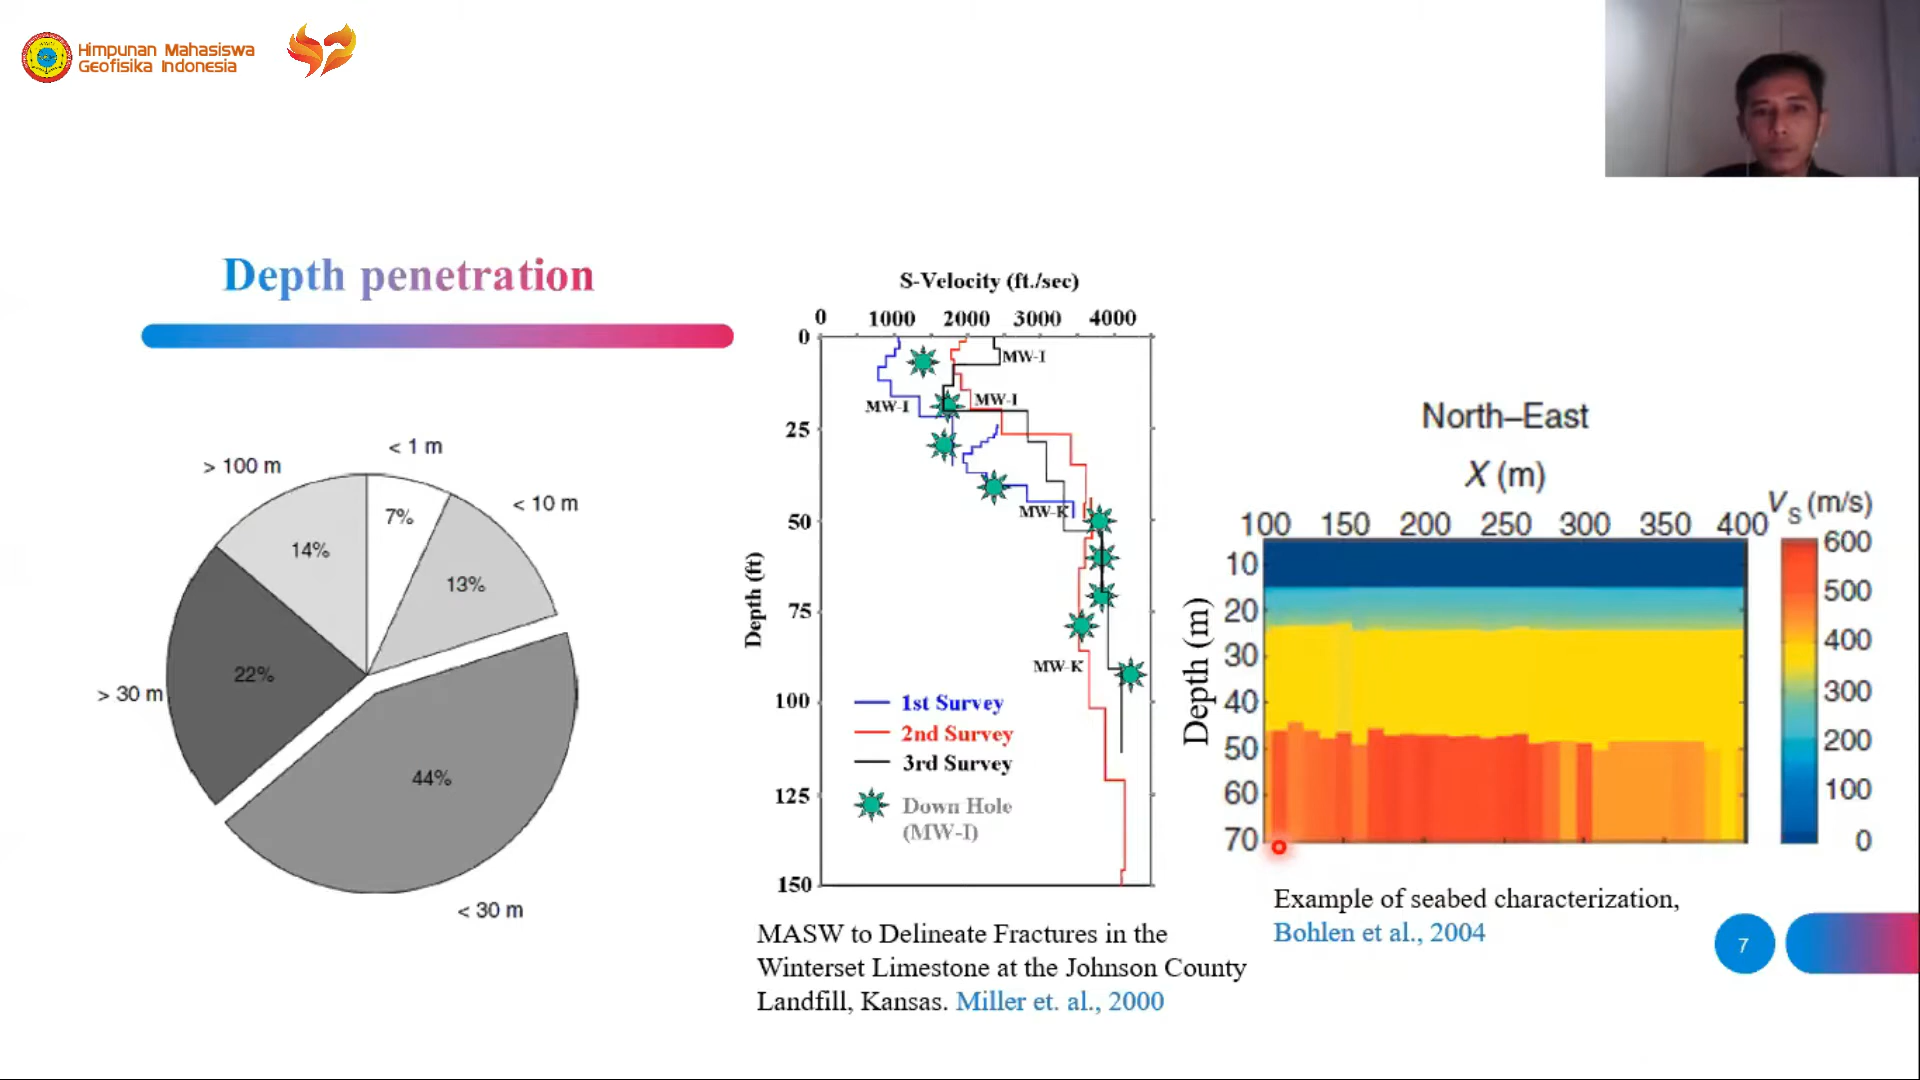 Himpunan Mahasiswa
Geofisika Indonesia
Depth penetration
< 1 m
> 100 m
< 10 m
7%
14%
13%
22%
> 30 m
44%
< 30 m
S-Velocity (ft./sec)
0 1000 2000 3000 4000
0
25
50
75
100
125
150
Depth (ft)
MW-I
MW-I
MW-I
MW-K
MW-K
1st Survey
2nd Survey
3rd Survey
Down Hole
(MW-I)
MASW to Delineate Fractures in the
Winterset Limestone at the Johnson County
Landfill, Kansas. Miller et. al., 2000
North–East
X (m)
100 150 200 250 300 350 400
Depth (m)
10
20
30
40
50
60
70
VS (m/s)
600
500
400
300
200
100
0
Example of seabed characterization,
Bohlen et al., 2004
7